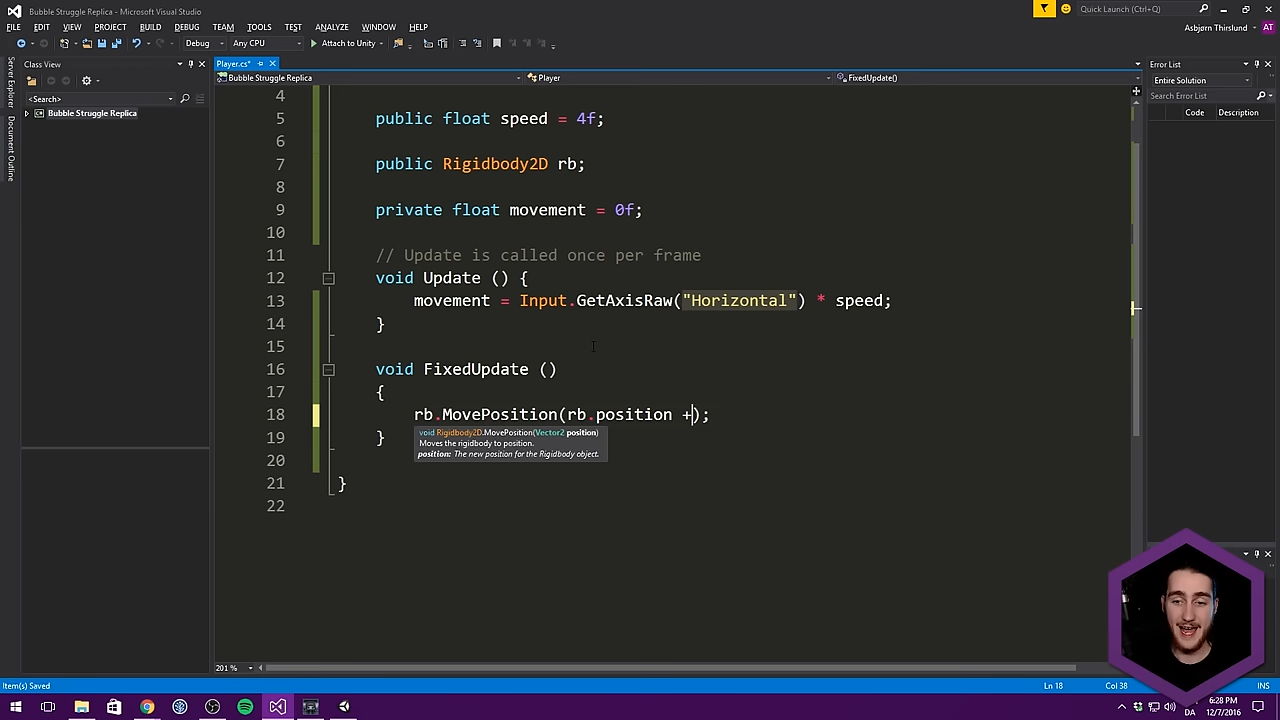 Bubble Struggle Replica - Microsoft Visual Studio
Quick Launch (Ctrl+Q)
FILE EDIT VIEW PROJECT BUILD DEBUG TEAM TOOLS TEST ANALYZE WINDOW HELP
Asbjørn Thirslund AT
Debug Any CPU Attach to Unity
Server Explorer
Document Outline
Class View
<Search>
Bubble Struggle Replica
Player.cs*
Bubble Struggle Replica Player FixedUpdate()
4
5 public float speed = 4f;
6
7 public Rigidbody2D rb;
8
9 private float movement = 0f;
10
11 // Update is called once per frame
12 void Update () {
13 movement = Input.GetAxisRaw("Horizontal") * speed;
14 }
15
16 void FixedUpdate ()
17 {
18 rb.MovePosition(rb.position +);
void Rigidbody2D.MovePosition(Vector2 position)
Moves the rigidbody to position.
position: The new position for the Rigidbody object.
19 }
20
21 }
22
Error List
Entire Solution
Search Error List
Code Description
201 %
Item(s) Saved Ln 18 Col 38 INS
DA
6:28 PM
12/7/2016